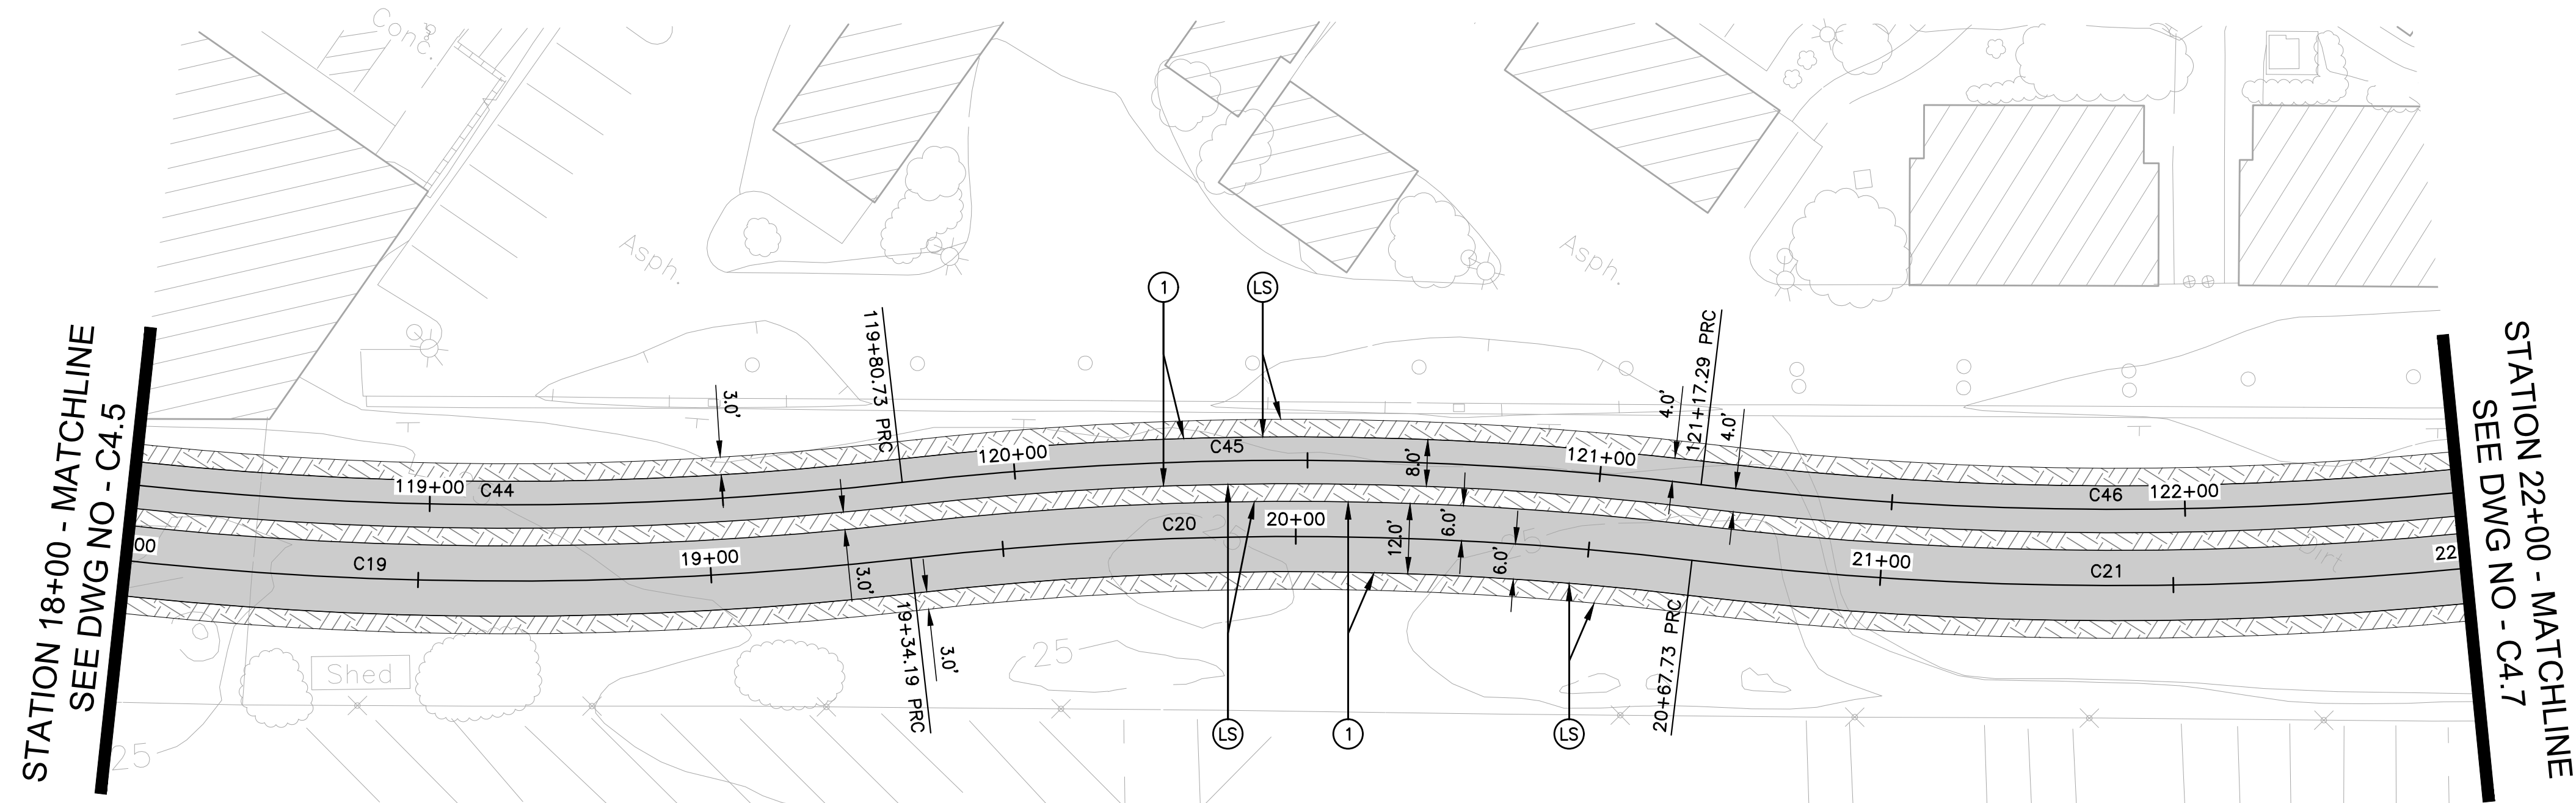 Conc.
Asph.
Asph.
STATION 18+00 - MATCHLINE
SEE DWG NO - C4.5
STATION 22+00 - MATCHLINE
SEE DWG NO - C4.7
1
LS
119+80.73 PRC
121+17.29 PRC
3.0'
4.0'
4.0'
119+00
C44
120+00
C45
8.0'
121+00
C46
122+00
00
C19
19+00
C20
20+00
12.0'
6.0'
6.0'
21+00
C21
22
3.0'
3.0'
19+34.19 PRC
20+67.73 PRC
Dirt
Shed
25
25
25
LS
1
LS